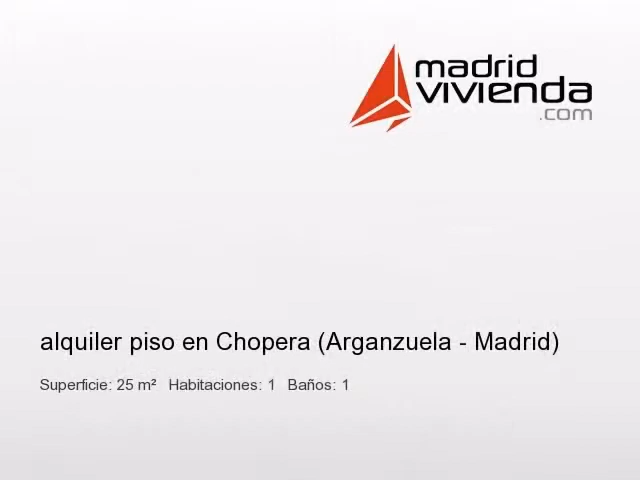 madrid
vivienda
.com
alquiler piso en Chopera (Arganzuela - Madrid)
Superficie: 25 m² Habitaciones: 1 Baños: 1